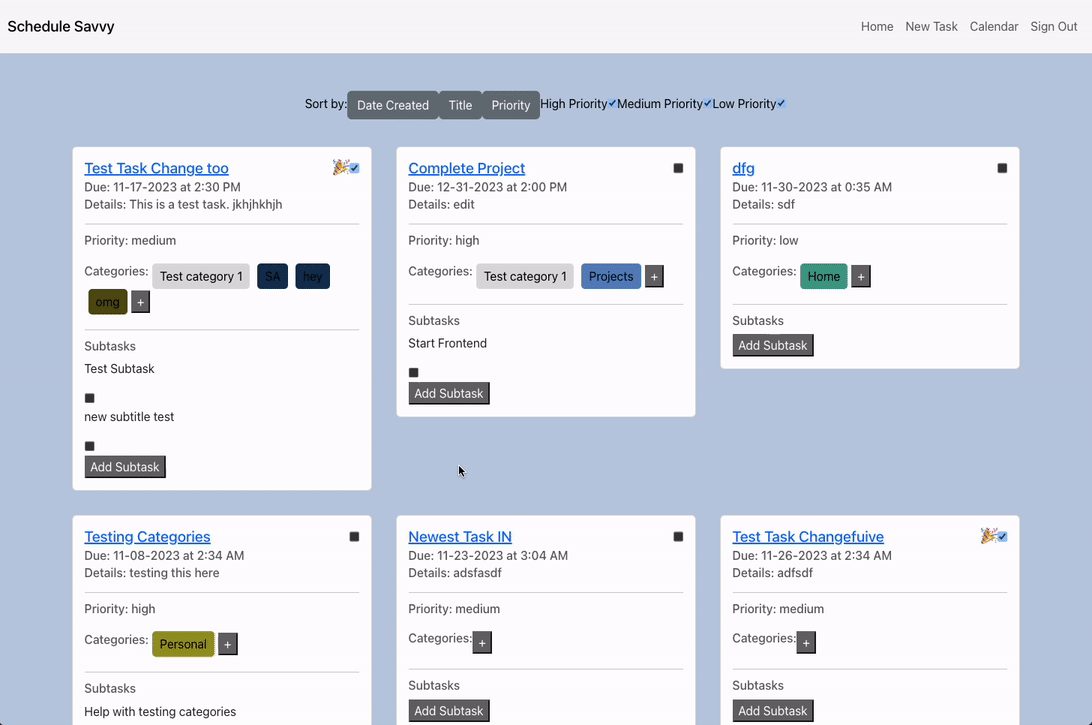 Schedule Savvy
Home New Task Calendar Sign Out
Sort by: Date Created Title Priority High Priority Medium Priority Low Priority
Test Task Change too
Due: 11-17-2023 at 2:30 PM
Details: This is a test task. jkhjhkhjh
Priority: medium
Categories: Test category 1 SA hey
omg +
Subtasks
Test Subtask
new subtitle test
Add Subtask
Complete Project
Due: 12-31-2023 at 2:00 PM
Details: edit
Priority: high
Categories: Test category 1 Projects +
Subtasks
Start Frontend
Add Subtask
dfg
Due: 11-30-2023 at 0:35 AM
Details: sdf
Priority: low
Categories: Home +
Subtasks
Add Subtask
Testing Categories
Due: 11-08-2023 at 2:34 AM
Details: testing this here
Priority: high
Categories: Personal +
Subtasks
Help with testing categories
Newest Task IN
Due: 11-23-2023 at 3:04 AM
Details: adsfasdf
Priority: medium
Categories: +
Subtasks
Add Subtask
Test Task Changefuive
Due: 11-26-2023 at 2:34 AM
Details: adfsdf
Priority: medium
Categories: +
Subtasks
Add Subtask